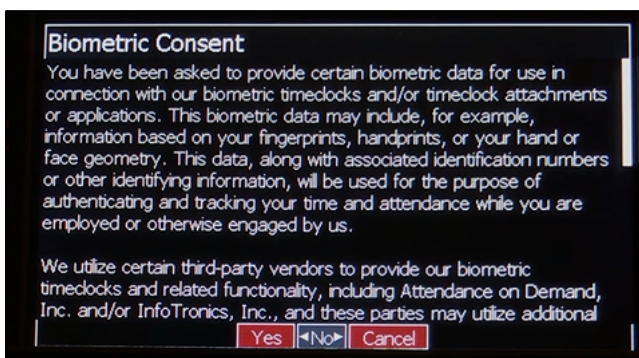 Biometric Consent
You have been asked to provide certain biometric data for use in
connection with our biometric timeclocks and/or timeclock attachments
or applications. This biometric data may include, for example,
information based on your fingerprints, handprints, or your hand or
face geometry. This data, along with associated identification numbers
or other identifying information, will be used for the purpose of
authenticating and tracking your time and attendance while you are
employed or otherwise engaged by us.
We utilize certain third-party vendors to provide our biometric
timeclocks and related functionality, including Attendance on Demand,
Inc. and/or InfoTronics, Inc., and these parties may utilize additional
Yes ◄No► Cancel